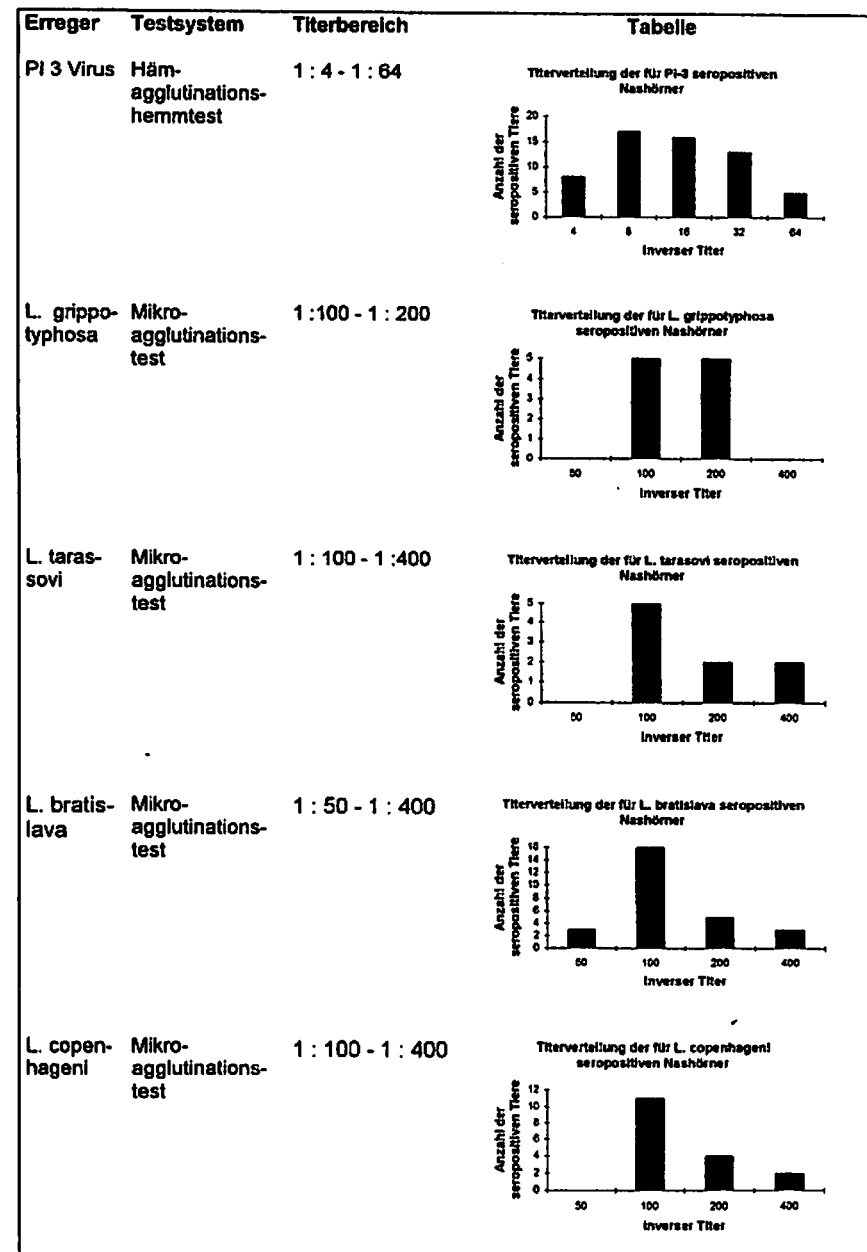 Erreger Testsystem Titerbereich Tabelle
PI 3 Virus Häm- 1 : 4 - 1 : 64
agglutinations-
hemmtest
Titerverteilung der für PI-3 seropositiven
Nashörner
Anzahl der
seropositiven Tiere
20
15
10
5
0
4 8 16 32 64
Inverser Titer
L. grippo- Mikro- 1 :100 - 1 : 200
typhosa agglutinations-
test
Titerverteilung der für L. grippotyphosa
seropositiven Nashörner
Anzahl der
seropositiven Tiere
5
4
3
2
1
0
50 100 200 400
Inverser Titer
L. taras- Mikro- 1 : 100 - 1 :400
sovi agglutinations-
test
Titerverteilung der für L. tarasovi seropositiven
Nashörner
Anzahl der
seropositiven Tiere
5
4
3
2
1
0
50 100 200 400
Inverser Titer
L. bratis- Mikro- 1 : 50 - 1 : 400
lava agglutinations-
test
Titerverteilung der für L. bratislava seropositiven
Nashörner
Anzahl der
seropositiven Tiere
16
14
12
10
8
6
4
2
0
50 100 200 400
Inverser Titer
L. copen- Mikro- 1 : 100 - 1 : 400
hageni agglutinations-
test
Titerverteilung der für L. copenhageni
seropositiven Nashörner
Anzahl der
seropositiven Tiere
12
10
8
6
4
2
0
50 100 200 400
Inverser Titer